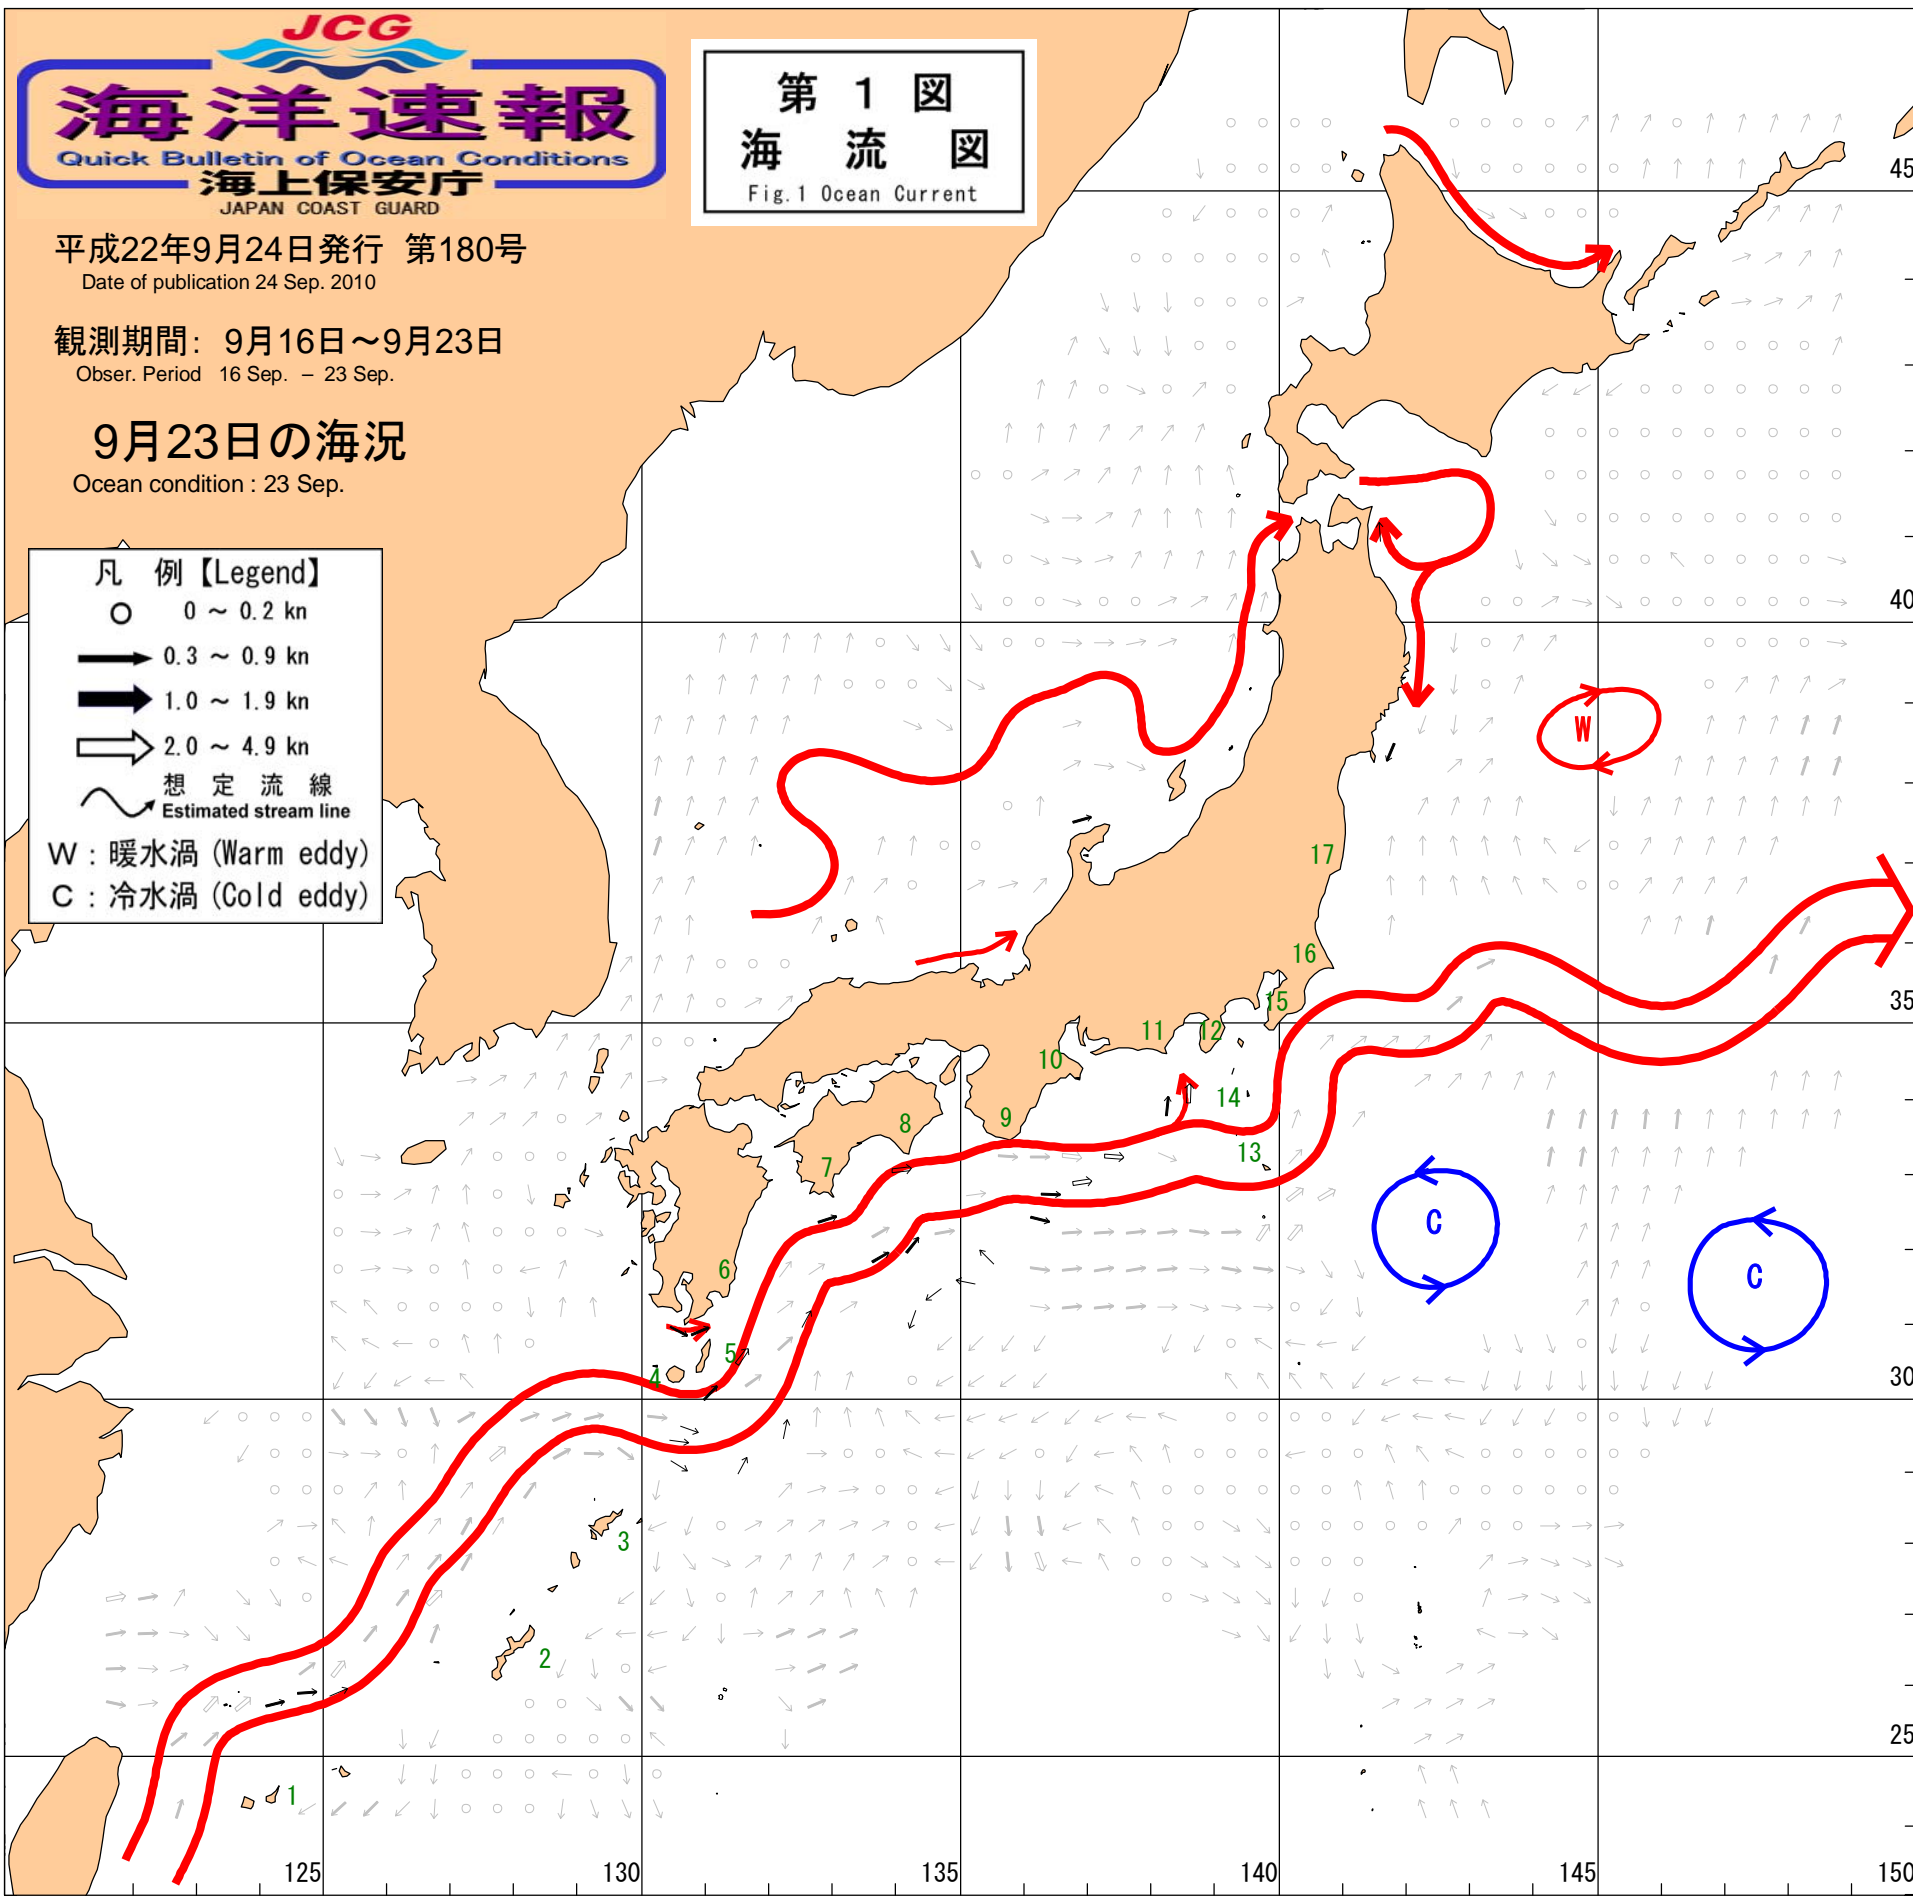 JCG
海洋速報
Quick Bulletin of Ocean Conditions
海上保安庁
JAPAN COAST GUARD
第 1 図
海 流 図
Fig.1 Ocean Current
平成22年9月24日発行 第180号
Date of publication 24 Sep. 2010
観測期間: 9月16日～9月23日
Obser. Period 16 Sep. – 23 Sep.
9月23日の海況
Ocean condition : 23 Sep.
凡 例【Legend】
0 ～ 0.2 kn
0.3 ～ 0.9 kn
1.0 ～ 1.9 kn
2.0 ～ 4.9 kn
想 定 流 線
Estimated stream line
W : 暖水渦 (Warm eddy)
C : 冷水渦 (Cold eddy)
45
40
W
17
16
35
15
12
11
10
14
9
8
13
7
C
6
C
5
4
30
3
2
25
1
125
130
135
140
145
150